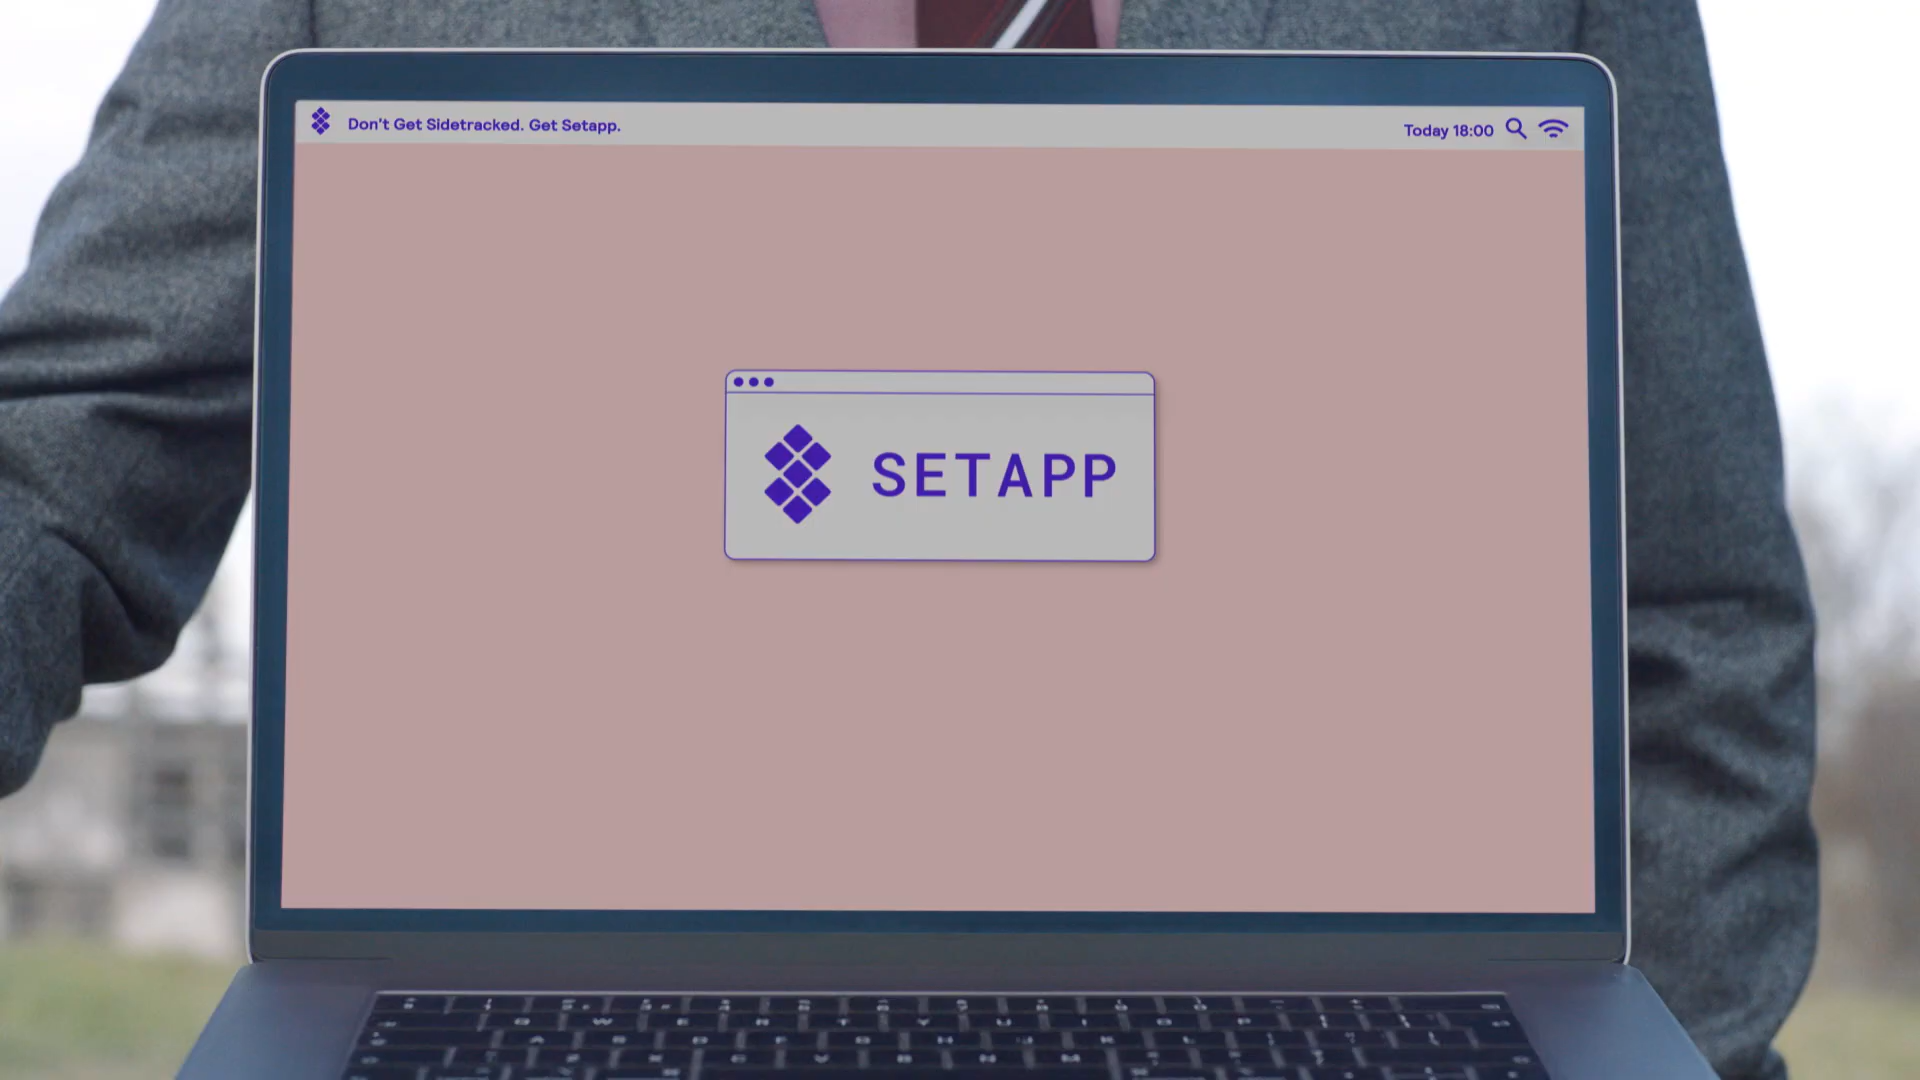 Don't Get Sidetracked. Get Setapp.
Today 18:00
SETAPP
Q W E R T Y U I O P
A S D F G H J K L
Z X C V B N M